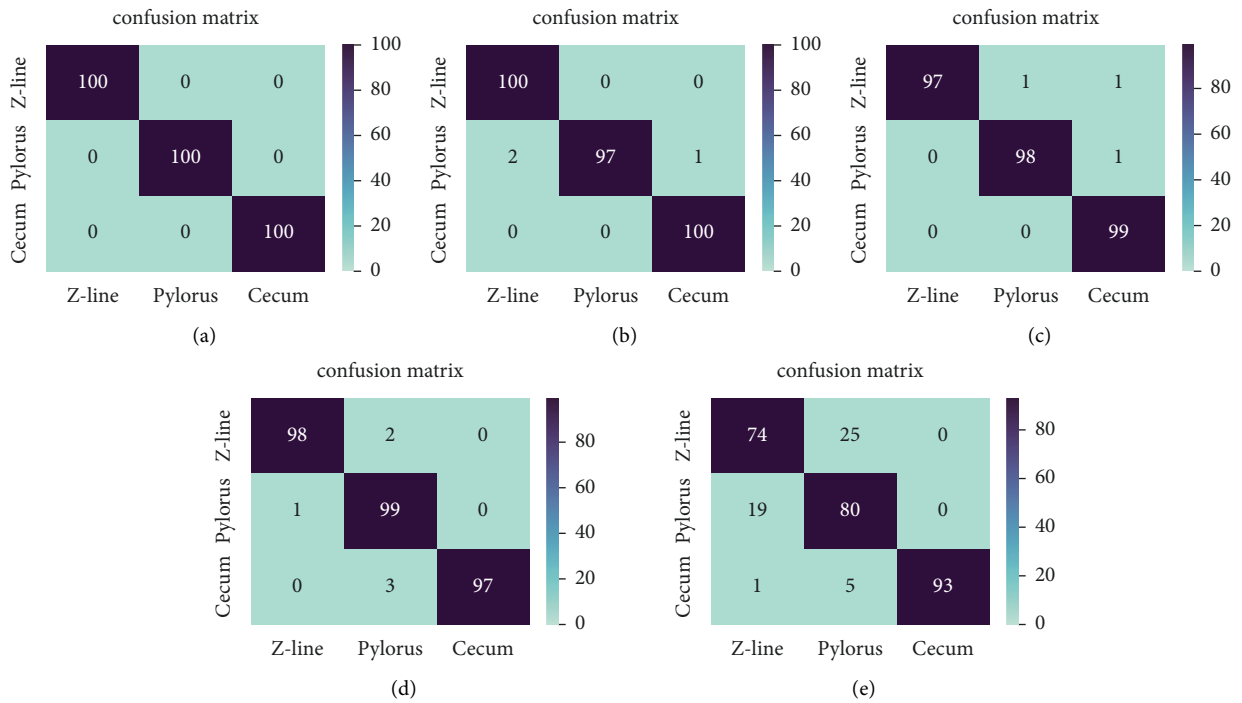 confusion matrix
Z-line 100 0 0
Pylorus 0 100 0
Cecum 0 0 100
Z-line Pylorus Cecum
100
80
60
40
20
0
(a)
confusion matrix
Z-line 100 0 0
Pylorus 2 97 1
Cecum 0 0 100
Z-line Pylorus Cecum
100
80
60
40
20
0
(b)
confusion matrix
Z-line 97 1 1
Pylorus 0 98 1
Cecum 0 0 99
Z-line Pylorus Cecum
80
60
40
20
0
(c)
confusion matrix
Z-line 98 2 0
Pylorus 1 99 0
Cecum 0 3 97
Z-line Pylorus Cecum
80
60
40
20
0
(d)
confusion matrix
Z-line 74 25 0
Pylorus 19 80 0
Cecum 1 5 93
Z-line Pylorus Cecum
80
60
40
20
0
(e)